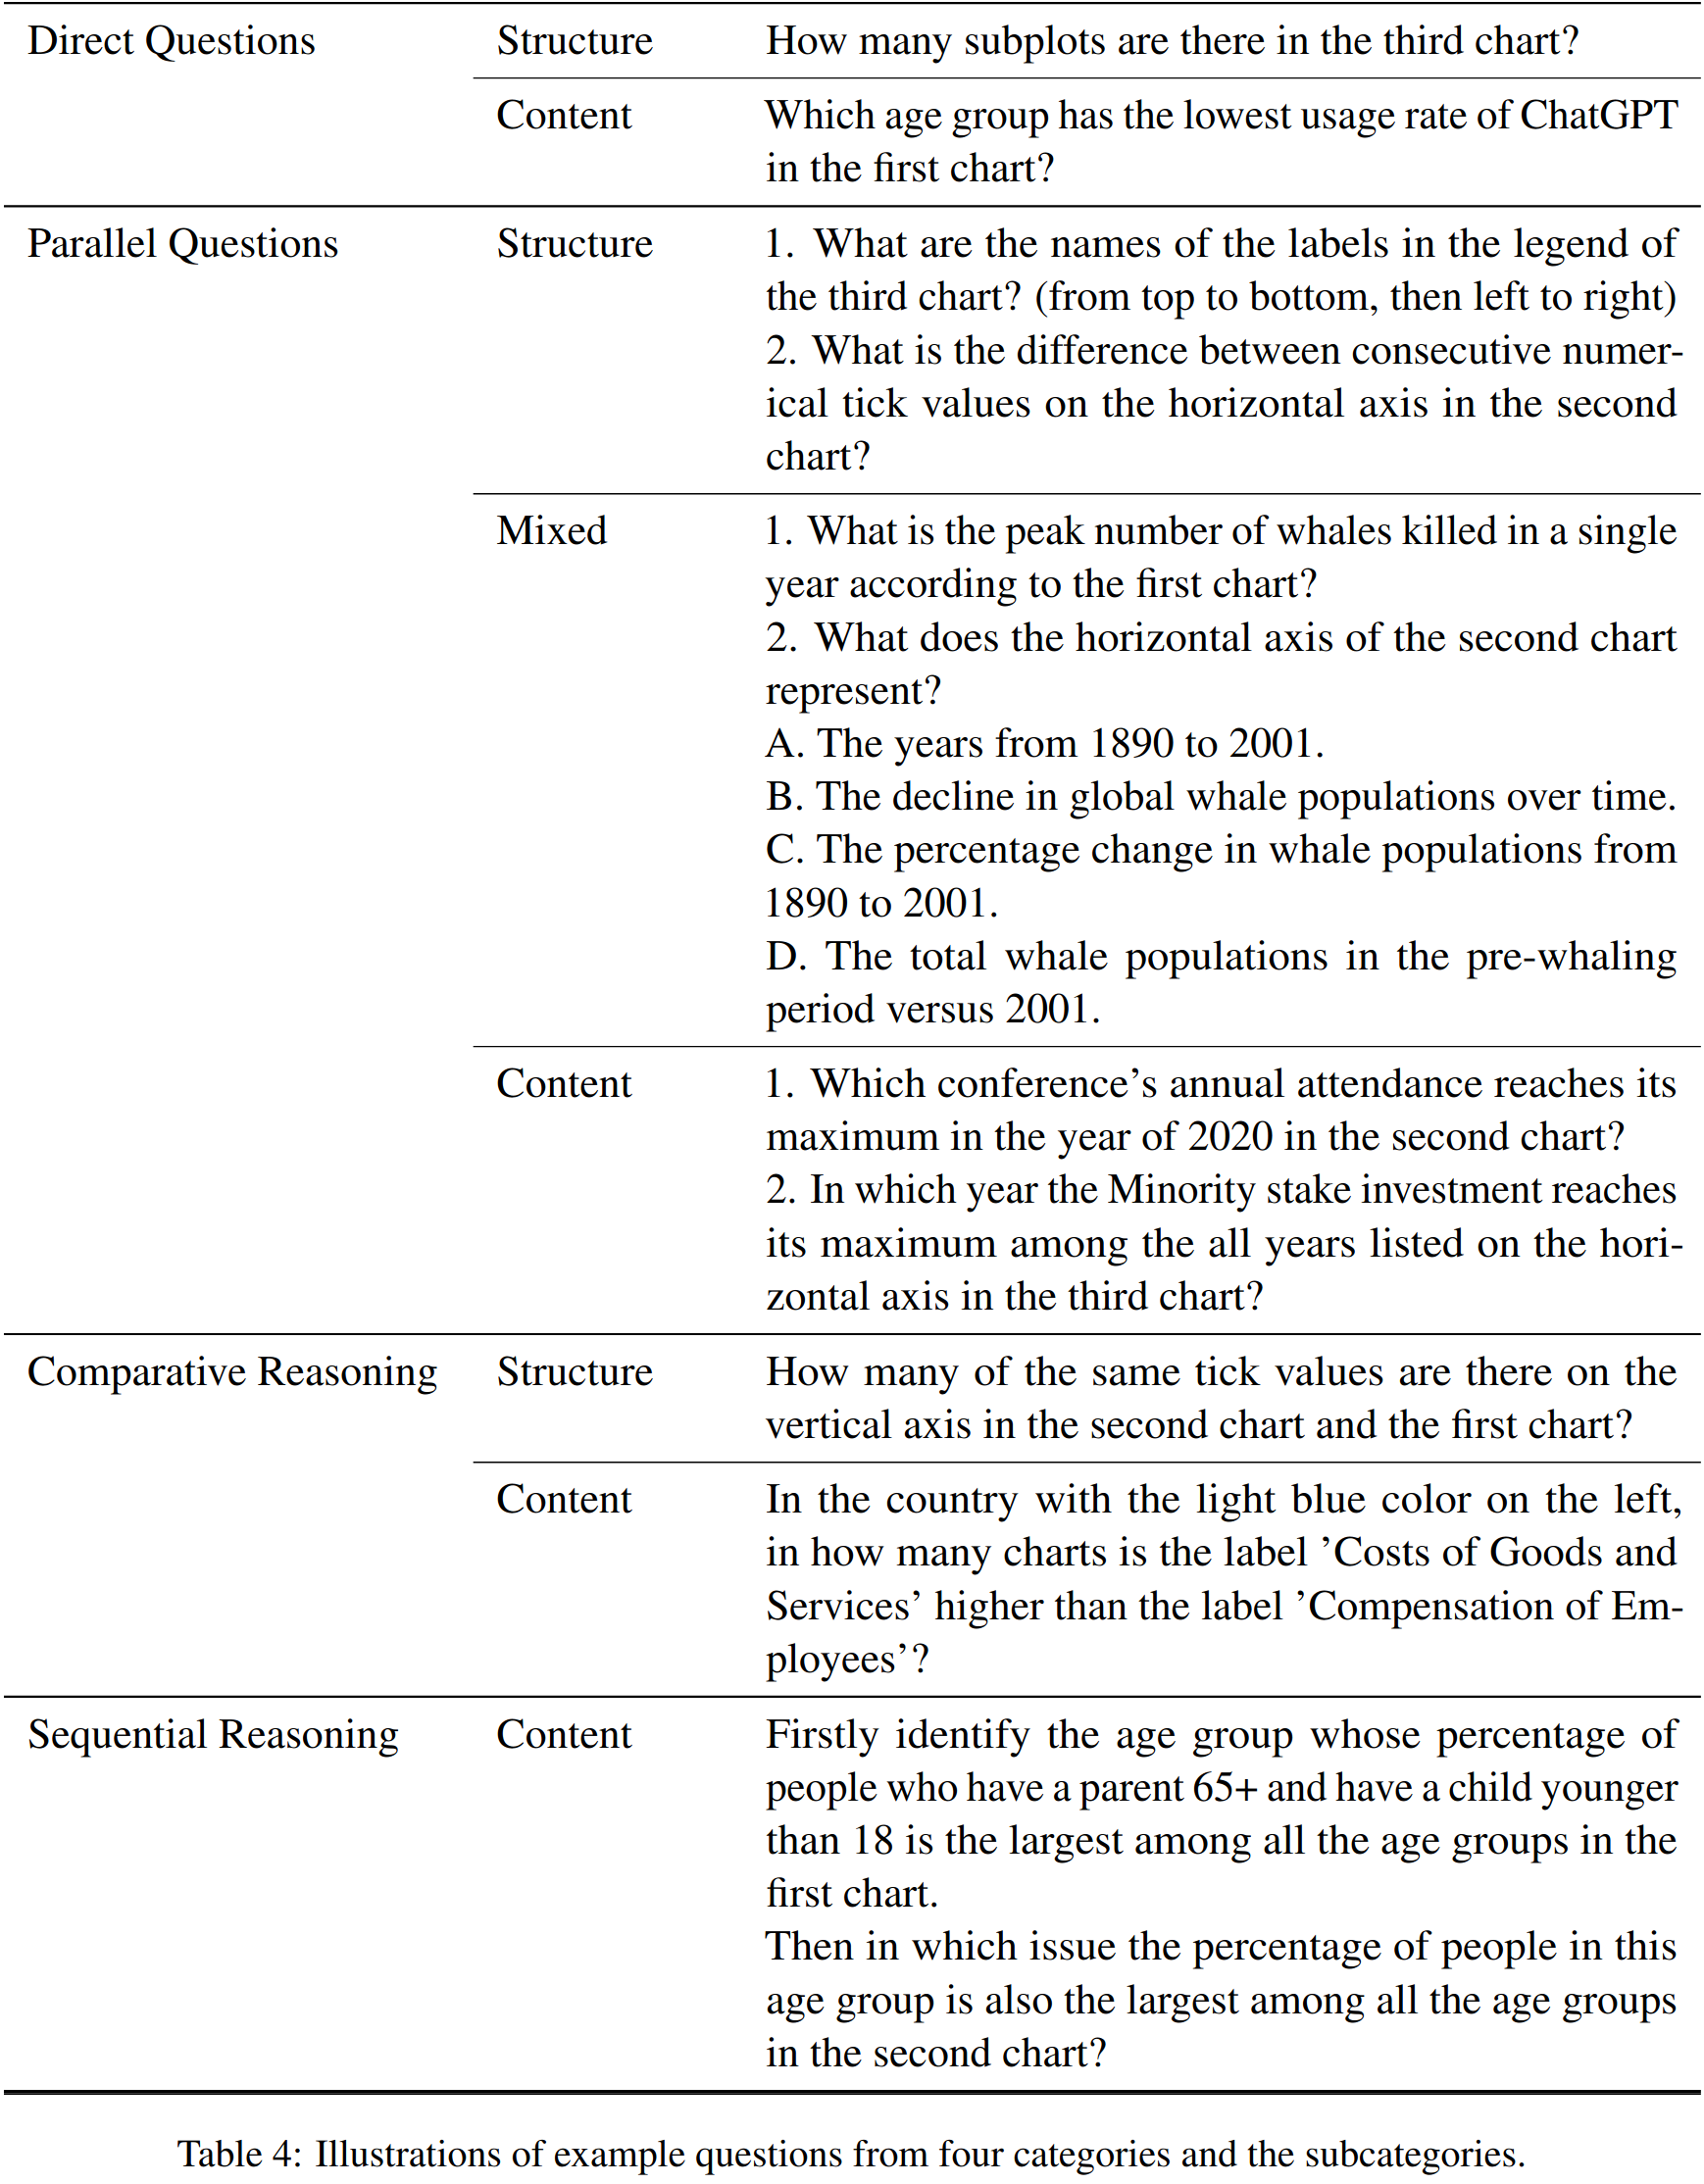 Direct Questions Structure How many subplots are there in the third chart?
Content Which age group has the lowest usage rate of ChatGPT
in the first chart?
Parallel Questions Structure 1. What are the names of the labels in the legend of
the third chart? (from top to bottom, then left to right)
2. What is the difference between consecutive numer-
ical tick values on the horizontal axis in the second
chart?
Mixed 1. What is the peak number of whales killed in a single
year according to the first chart?
2. What does the horizontal axis of the second chart
represent?
A. The years from 1890 to 2001.
B. The decline in global whale populations over time.
C. The percentage change in whale populations from
1890 to 2001.
D. The total whale populations in the pre-whaling
period versus 2001.
Content 1. Which conference’s annual attendance reaches its
maximum in the year of 2020 in the second chart?
2. In which year the Minority stake investment reaches
its maximum among the all years listed on the hori-
zontal axis in the third chart?
Comparative Reasoning Structure How many of the same tick values are there on the
vertical axis in the second chart and the first chart?
Content In the country with the light blue color on the left,
in how many charts is the label ’Costs of Goods and
Services’ higher than the label ’Compensation of Em-
ployees’?
Sequential Reasoning Content Firstly identify the age group whose percentage of
people who have a parent 65+ and have a child younger
than 18 is the largest among all the age groups in the
first chart.
Then in which issue the percentage of people in this
age group is also the largest among all the age groups
in the second chart?
Table 4: Illustrations of example questions from four categories and the subcategories.